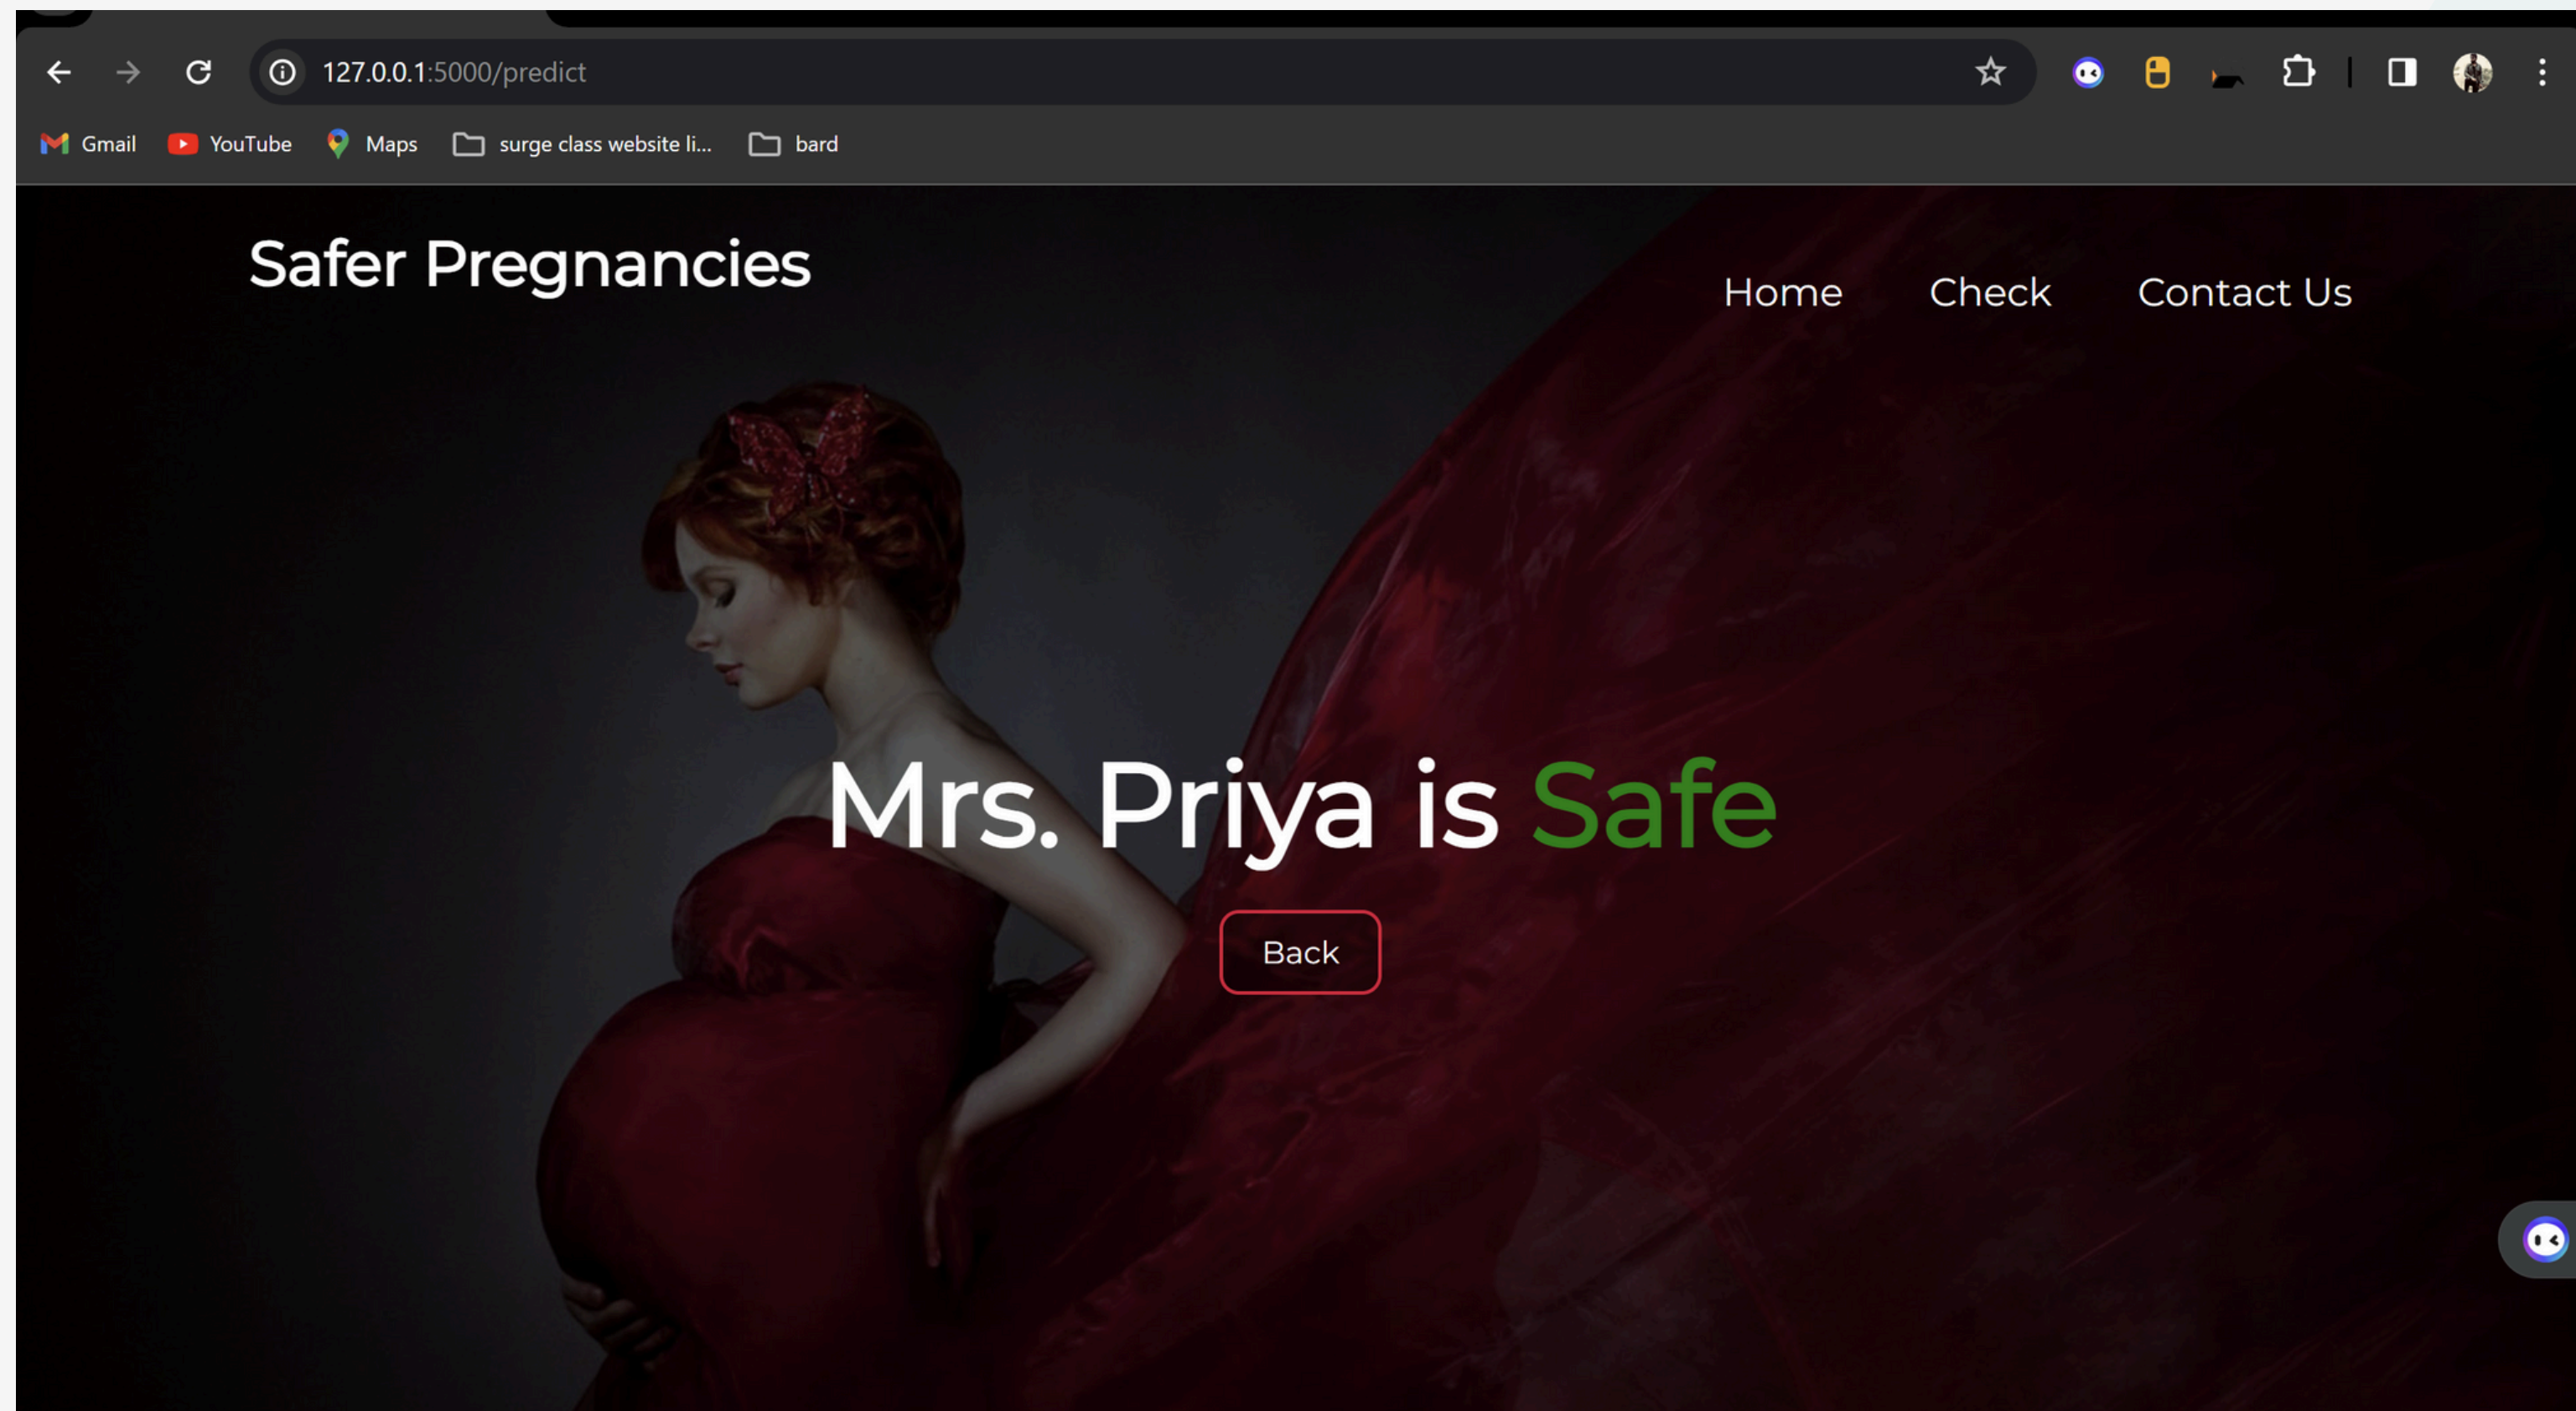 127.0.0.1:5000/predict
Gmail YouTube Maps surge class website li... bard
Safer Pregnancies
Home Check Contact Us
Mrs. Priya is Safe
Back